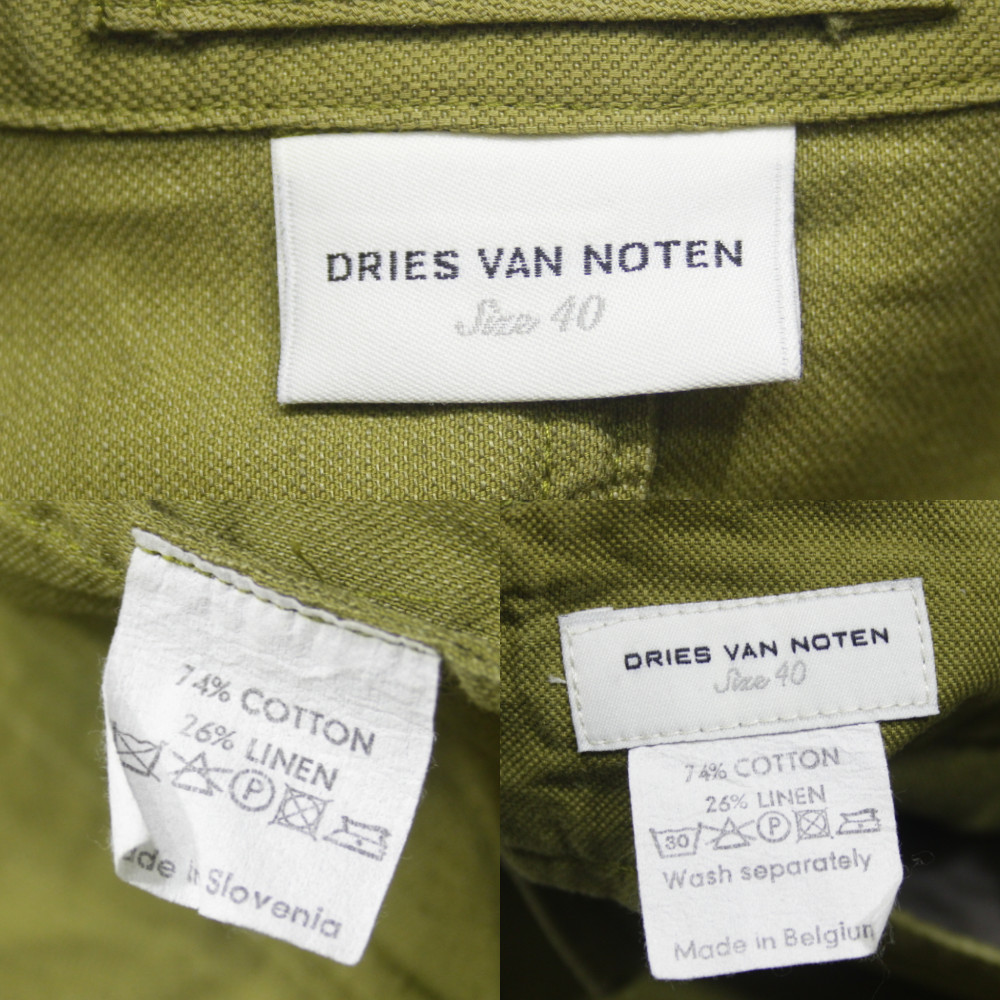 DRIES VAN NOTEN
Size 40
74% COTTON
26% LINEN
P
in Slovenia
DRIES VAN NOTEN
Size 40
74% COTTON
26% LINEN
30 P
Wash separately
Made in Belgium